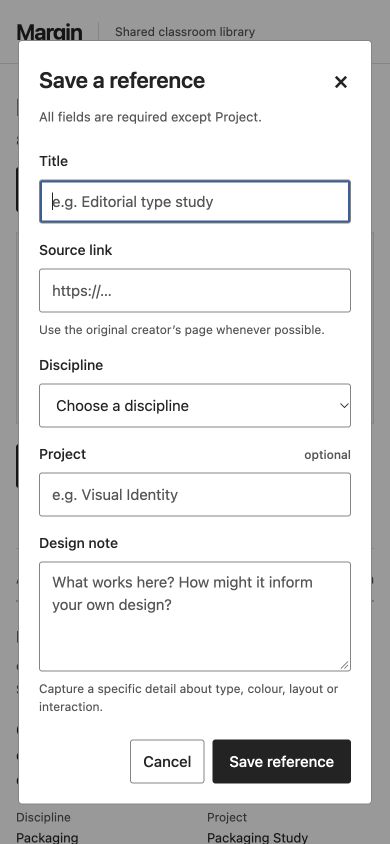 Margin
Shared classroom library
Save a reference
×
All fields are required except Project.
Title
e.g. Editorial type study
Source link
https://...
Use the original creator's page whenever possible.
Discipline
Choose a discipline
Project
optional
e.g. Visual Identity
Design note
What works here? How might it inform
your own design?
Capture a specific detail about type, colour, layout or
interaction.
Cancel
Save reference
Discipline
Project
Packaging
Packaging Study